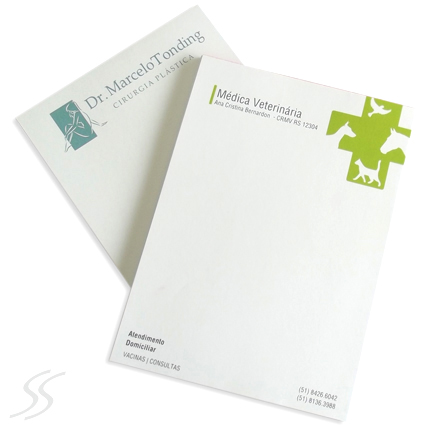 Dr. Marcelo Tonding
CIRURGIA PLÁSTICA
Médica Veterinária
Ana Cristina Bernardon - CRMV RS 12304
Atendimento
Domiciliar
VACINAS | CONSULTAS
(51) 8426.6042
(51) 8136.3988
SS